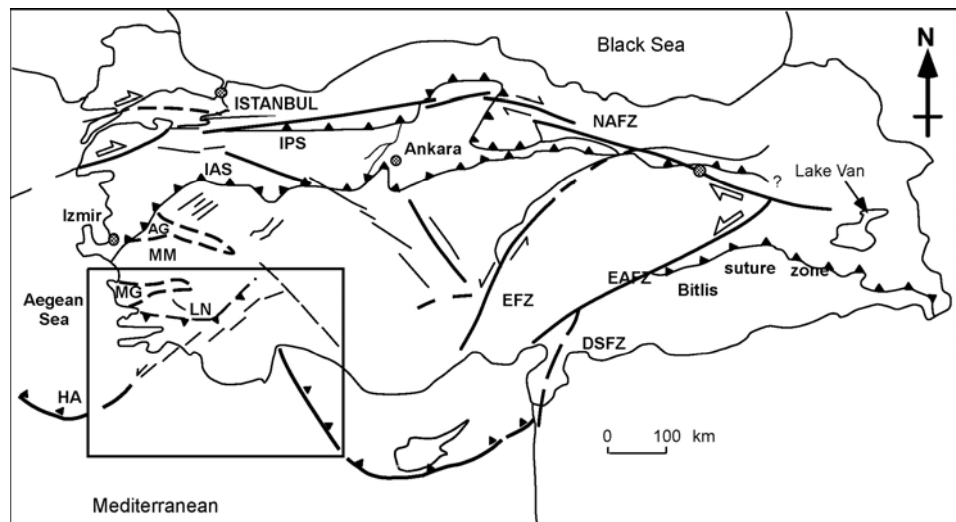 Black Sea
N
ISTANBUL
NAFZ
IPS
Ankara
IAS
?
Lake Van
Izmir
AG
MM
EAFZ
suture
zone
Bitlis
MG
Aegean
Sea
LN
EFZ
DSFZ
HA
0
100
km
Mediterranean